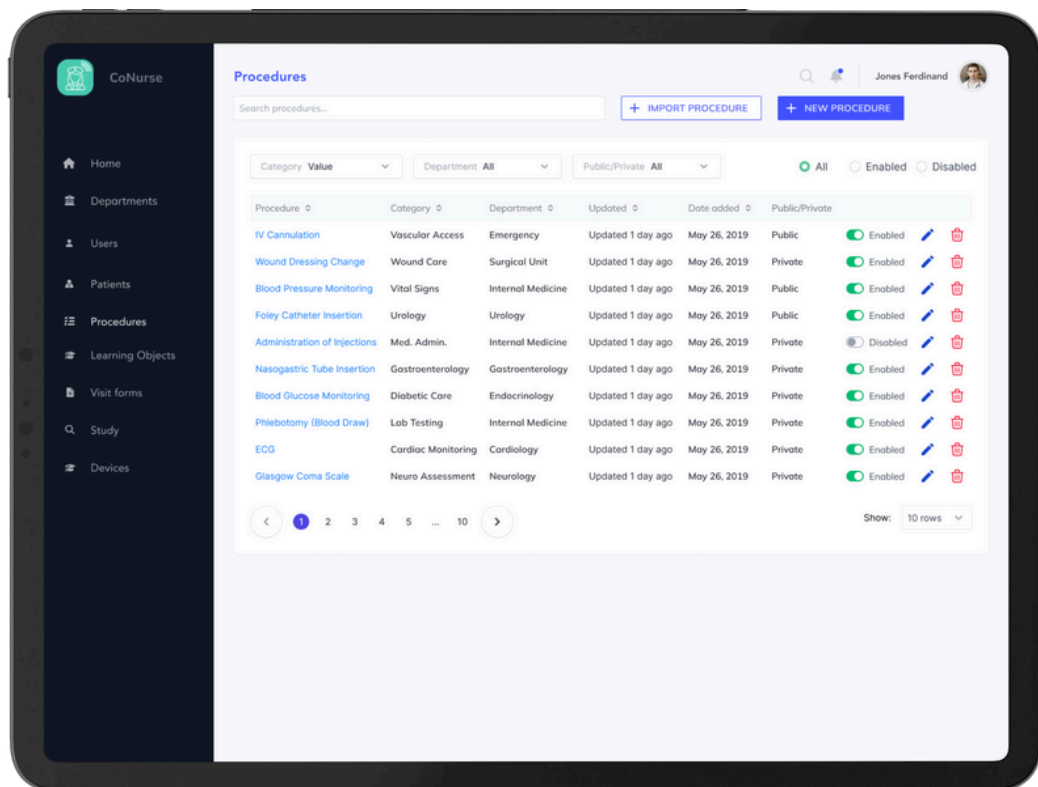 CoNurse
Home
Departments
Users
Patients
Procedures
Learning Objects
Visit forms
Study
Devices
Procedures
Jones Ferdinand
Search procedures...
+ IMPORT PROCEDURE
+ NEW PROCEDURE
Category Value
Department All
Public/Private All
All
Enabled
Disabled
Procedure Category Department Updated Date added Public/Private
IV Cannulation Vascular Access Emergency Updated 1 day ago May 26, 2019 Public Enabled
Wound Dressing Change Wound Care Surgical Unit Updated 1 day ago May 26, 2019 Private Enabled
Blood Pressure Monitoring Vital Signs Internal Medicine Updated 1 day ago May 26, 2019 Public Enabled
Foley Catheter Insertion Urology Urology Updated 1 day ago May 26, 2019 Public Enabled
Administration of Injections Med. Admin. Internal Medicine Updated 1 day ago May 26, 2019 Private Disabled
Nasogastric Tube Insertion Gastroenterology Gastroenterology Updated 1 day ago May 26, 2019 Private Enabled
Blood Glucose Monitoring Diabetic Care Endocrinology Updated 1 day ago May 26, 2019 Private Enabled
Phlebotomy (Blood Draw) Lab Testing Internal Medicine Updated 1 day ago May 26, 2019 Private Enabled
ECG Cardiac Monitoring Cardiology Updated 1 day ago May 26, 2019 Private Enabled
Glasgow Coma Scale Neuro Assessment Neurology Updated 1 day ago May 26, 2019 Private Enabled
1 2 3 4 5 ... 10
Show: 10 rows